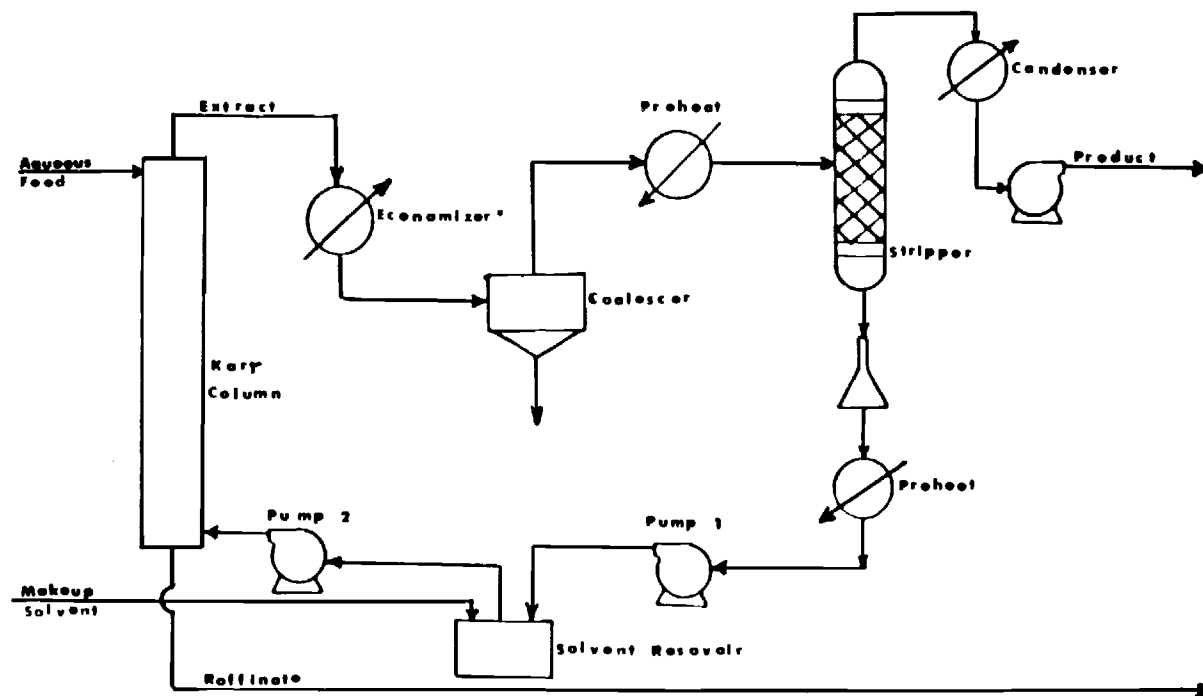 Extract
Aqueous
Feed
Economizer*
Coalescer
Preheat
Condenser
Product
Stripper
Karr
Column
Preheat
Pump 2
Pump 1
Makeup
Solvent
Solvent Resavoir
Raffinate